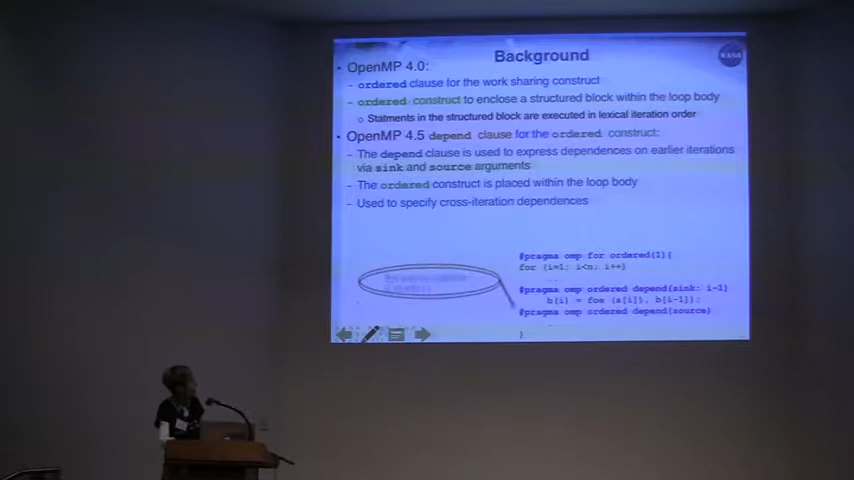 Background
NASA
• OpenMP 4.0:
– ordered clause for the work sharing construct
– ordered construct to enclose a structured block within the loop body
o Statments in the structured block are executed in lexical iteration order
• OpenMP 4.5 depend clause for the ordered construct:
– The depend clause is used to express dependences on earlier iterations
via sink and source arguments
– The ordered construct is placed within the loop body
– Used to specify cross-iteration dependences
#pragma omp for ordered(1){
for (i=1; i<n; i++)
#pragma omp ordered depend(sink: i-1)
b(i) = foe (a[i]), b[i-1]);
#pragma omp ordered depend(source)
}